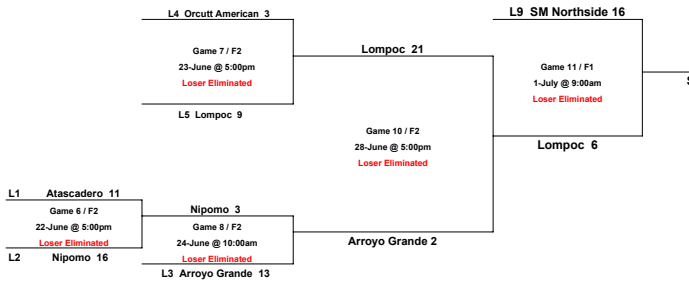 L4 Orcutt American 3
L9 SM Northside 16
Game 7 / F2
23-June @ 5:00pm
Loser Eliminated
Lompoc 21
Game 11 / F1
1-July @ 9:00am
Loser Eliminated
S
L5 Lompoc 9
Game 10 / F2
28-June @ 5:00pm
Loser Eliminated
Lompoc 6
L1 Atascadero 11
Game 6 / F2
22-June @ 5:00pm
Loser Eliminated
L2 Nipomo 16
Nipomo 3
Game 8 / F2
24-June @ 10:00am
Loser Eliminated
L3 Arroyo Grande 13
Arroyo Grande 2